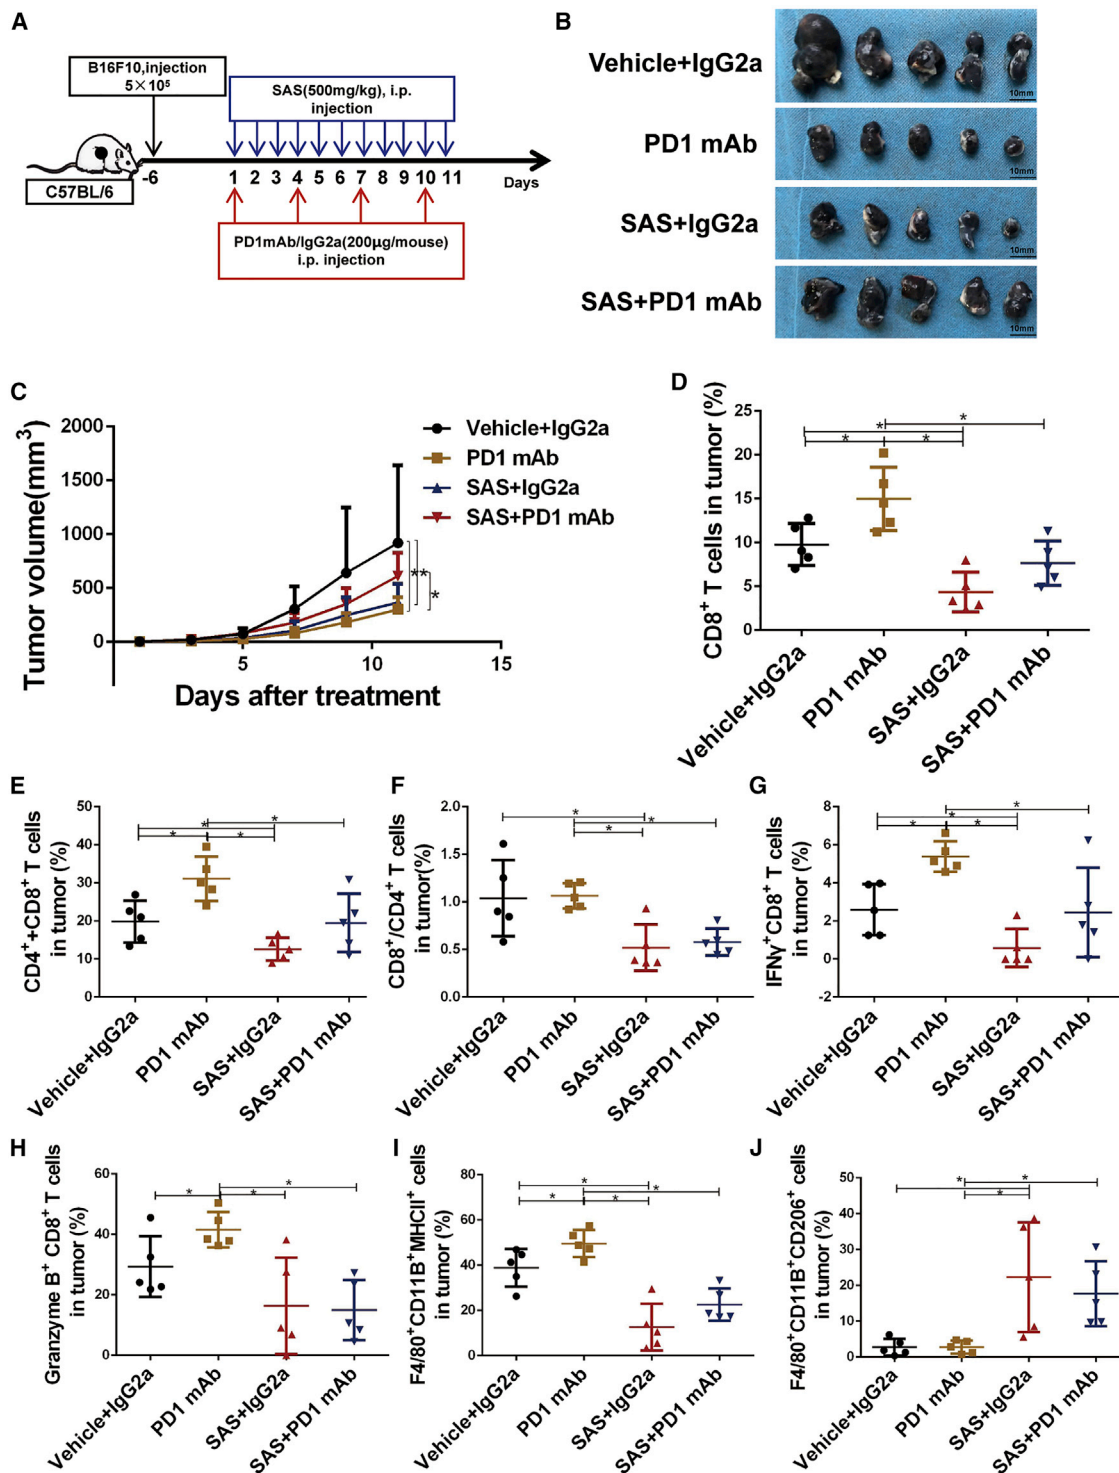 A
B16F10,injection
5×10⁵
SAS(500mg/kg), i.p.
injection
C57BL/6
-6
1 2 3 4 5 6 7 8 9 10 11
Days
PD1mAb/IgG2a(200μg/mouse)
i.p. injection
B
Vehicle+IgG2a
10mm
PD1 mAb
10mm
SAS+IgG2a
10mm
SAS+PD1 mAb
10mm
C
Tumor volume(mm³)
2000
1500
1000
500
0
5 10 15
Days after treatment
Vehicle+IgG2a
PD1 mAb
SAS+IgG2a
SAS+PD1 mAb
**
*
D
CD8⁺ T cells in tumor (%)
25
20
15
10
5
0
* * * *
Vehicle+IgG2a
PD1 mAb
SAS+IgG2a
SAS+PD1 mAb
E
CD4⁺+CD8⁺ T cells
in tumor (%)
50
40
30
20
10
0
* * * *
Vehicle+IgG2a
PD1 mAb
SAS+IgG2a
SAS+PD1 mAb
F
CD8⁺/CD4⁺ T cells
in tumor(%)
2.0
1.5
1.0
0.5
0.0
* * *
Vehicle+IgG2a
PD1 mAb
SAS+IgG2a
SAS+PD1 mAb
G
IFNγ⁺CD8⁺ T cells
in tumor (%)
8
6
4
2
0
-2
* * * *
Vehicle+IgG2a
PD1 mAb
SAS+IgG2a
SAS+PD1 mAb
H
Granzyme B⁺ CD8⁺ T cells
in tumor (%)
60
40
20
0
* * *
Vehicle+IgG2a
PD1 mAb
SAS+IgG2a
SAS+PD1 mAb
I
F4/80⁺CD11B⁺MHCII⁺ cells
in tumor (%)
80
60
40
20
0
* * * *
Vehicle+IgG2a
PD1 mAb
SAS+IgG2a
SAS+PD1 mAb
J
F4/80⁺CD11B⁺CD206⁺ cells
in tumor (%)
50
40
30
20
10
0
* * *
Vehicle+IgG2a
PD1 mAb
SAS+IgG2a
SAS+PD1 mAb